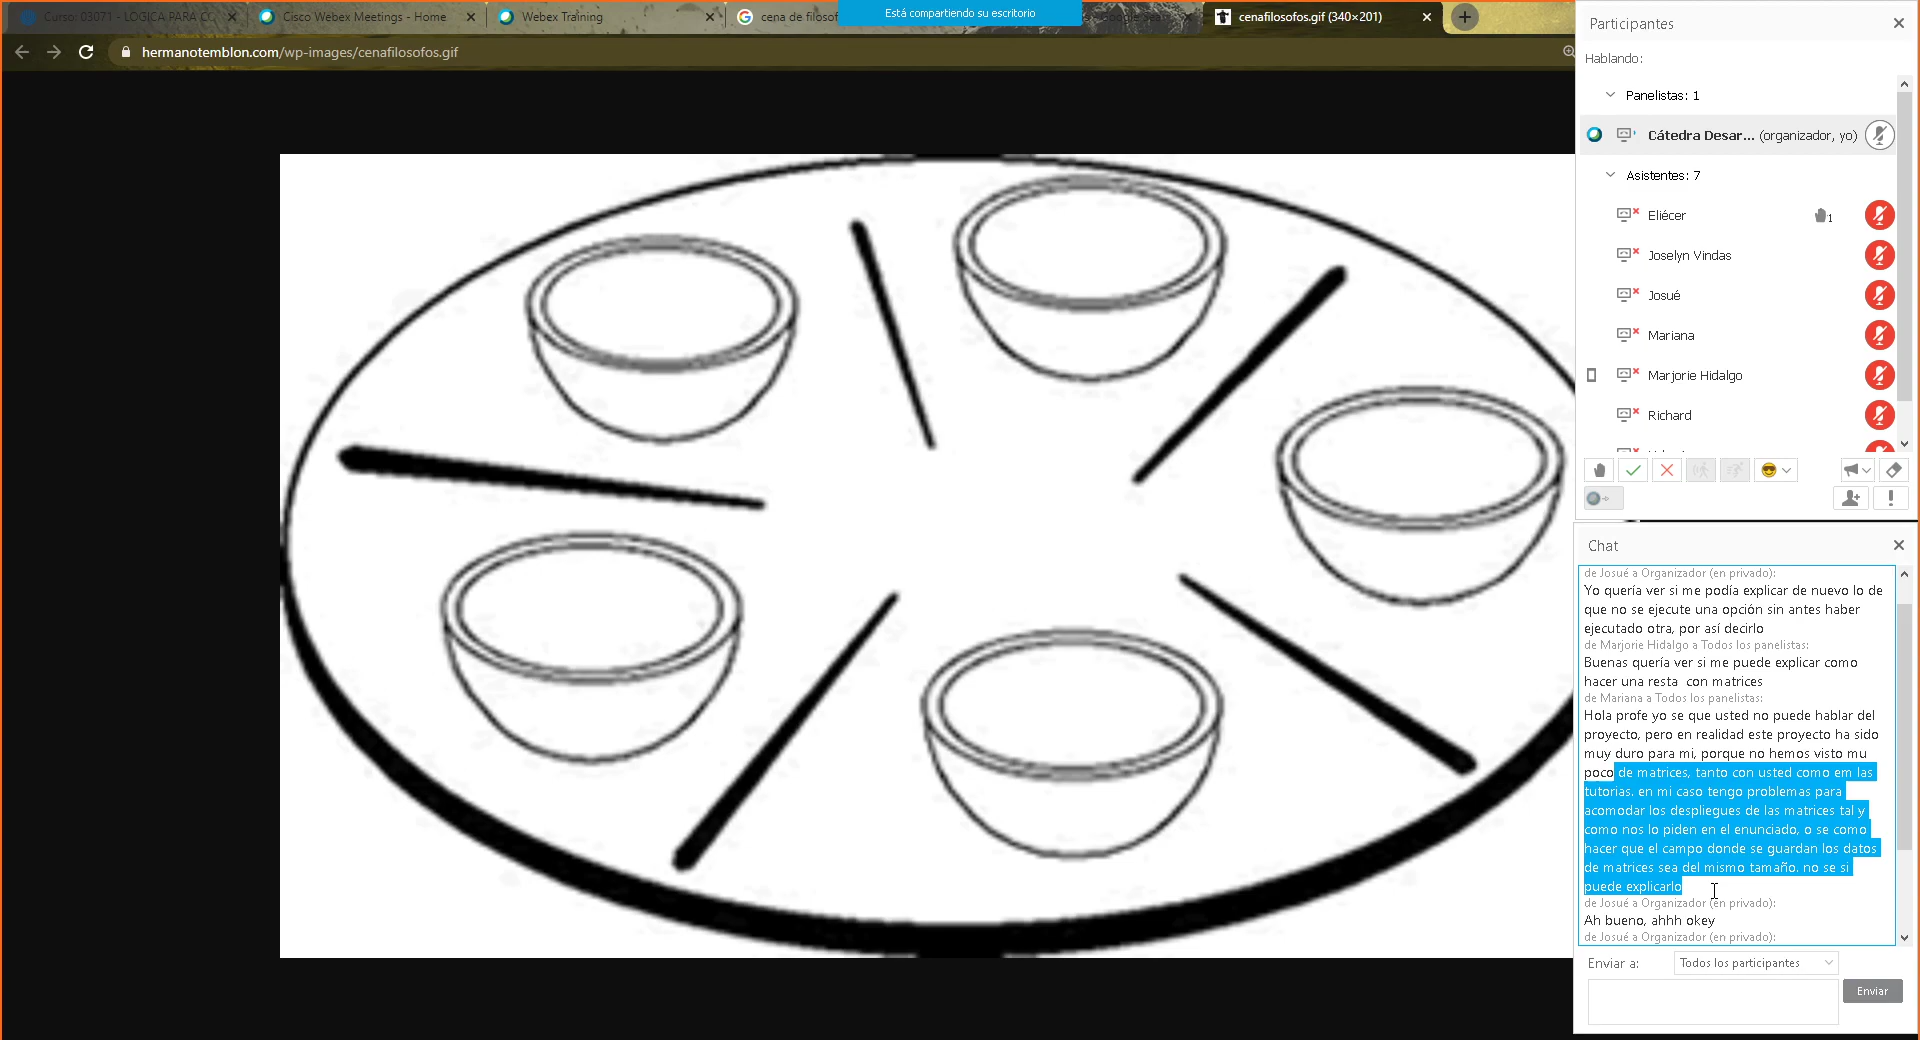 Curso: 03071 - LOGICA PARA CO
Cisco Webex Meetings - Home
Webex Training
cena de filosof
Está compartiendo su escritorio
cenafilosofos.gif (340×201)
hermanotemblon.com/wp-images/cenafilosofos.gif
Participantes
Hablando:
Panelistas: 1
Cátedra Desar... (organizador, yo)
Asistentes: 7
Eliécer
1
Joselyn Vindas
Josué
Mariana
Marjorie Hidalgo
Richard
Chat
de Josué a Organizador (en privado):
Yo quería ver si me podía explicar de nuevo lo de
que no se ejecute una opción sin antes haber
ejecutado otra, por así decirlo
de Marjorie Hidalgo a Todos los panelistas:
Buenas quería ver si me puede explicar como
hacer una resta con matrices
de Mariana a Todos los panelistas:
Hola profe yo se que usted no puede hablar del
proyecto, pero en realidad este proyecto ha sido
muy duro para mi, porque no hemos visto mu
poco de matrices, tanto con usted como em las
tutorias. en mi caso tengo problemas para
acomodar los despliegues de las matrices tal y
como nos lo piden en el enunciado, o se como
hacer que el campo donde se guardan los datos
de matrices sea del mismo tamaño. no se si
puede explicarlo
de Josué a Organizador (en privado):
Ah bueno, ahhh okey
de Josué a Organizador (en privado):
Enviar a:
Todos los participantes
Enviar